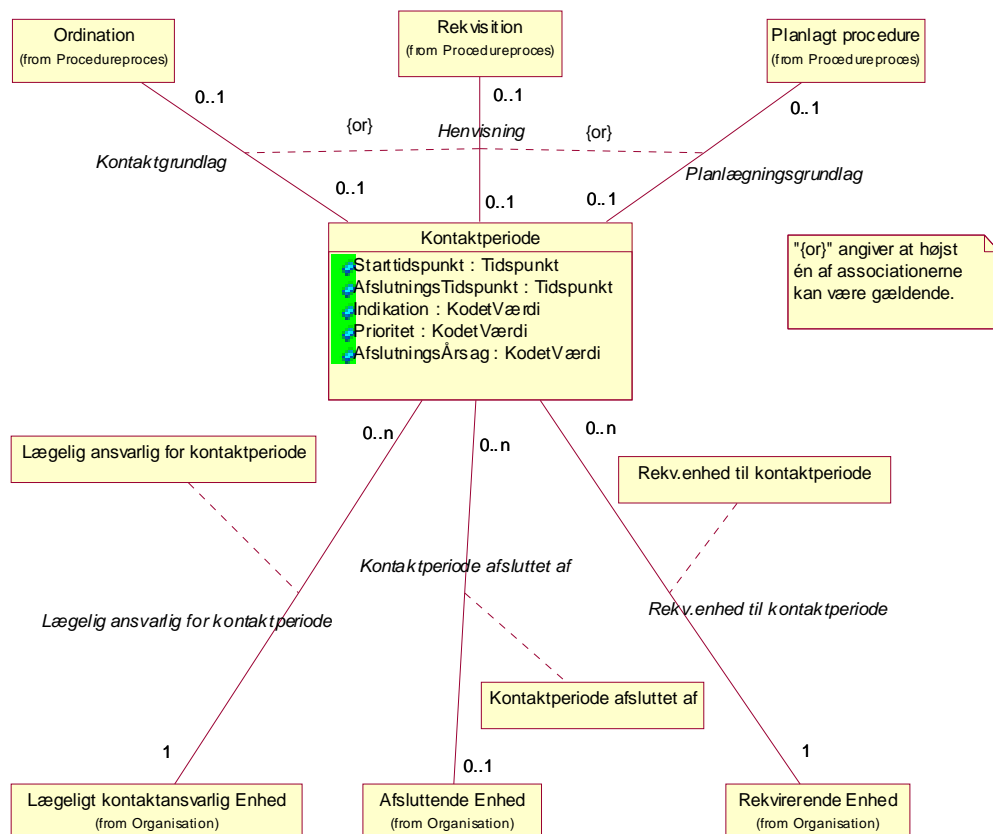 Ordination
(from Procedureproces)
Rekvisition
(from Procedureproces)
Planlagt procedure
(from Procedureproces)
0..1
0..1
0..1
{or}
Henvisning
{or}
Kontaktgrundlag
Planlægningsgrundlag
0..1
0..1
0..1
Kontaktperiode
Starttidspunkt : Tidspunkt
AfslutningsTidspunkt : Tidspunkt
Indikation : KodetVærdi
Prioritet : KodetVærdi
AfslutningsÅrsag : KodetVærdi
"{or}" angiver at højst
én af associationerne
kan være gældende.
0..n
0..n
0..n
Lægelig ansvarlig for kontaktperiode
Rekv.enhed til kontaktperiode
Kontaktperiode afsluttet af
Lægelig ansvarlig for kontaktperiode
Rekv.enhed til kontaktperiode
Kontaktperiode afsluttet af
1
0..1
1
Lægeligt kontaktansvarlig Enhed
(from Organisation)
Afsluttende Enhed
(from Organisation)
Rekvirerende Enhed
(from Organisation)